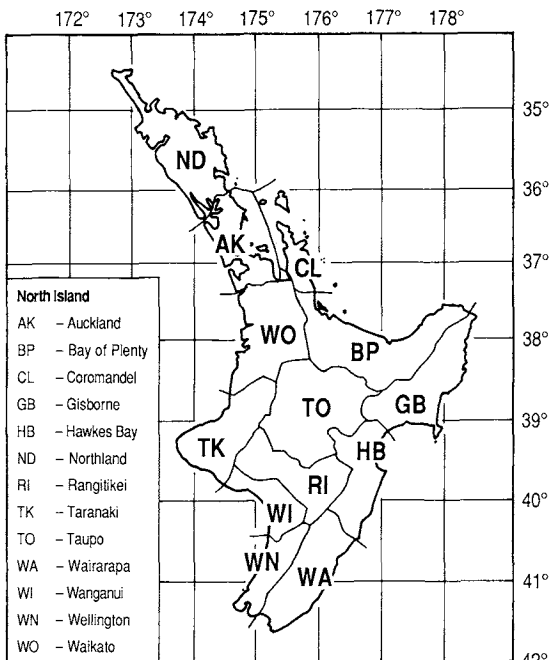 172° 173° 174° 175° 176° 177° 178°
35°
ND
36°
AK
37°
CL
North Island
AK – Auckland
BP – Bay of Plenty
CL – Coromandel
GB – Gisborne
HB – Hawkes Bay
ND – Northland
RI – Rangitikei
TK – Taranaki
TO – Taupo
WA – Wairarapa
WI – Wanganui
WN – Wellington
WO – Waikato
WO
38°
BP
TO
GB
39°
TK
HB
RI
40°
WI
WN
WA
41°
42°